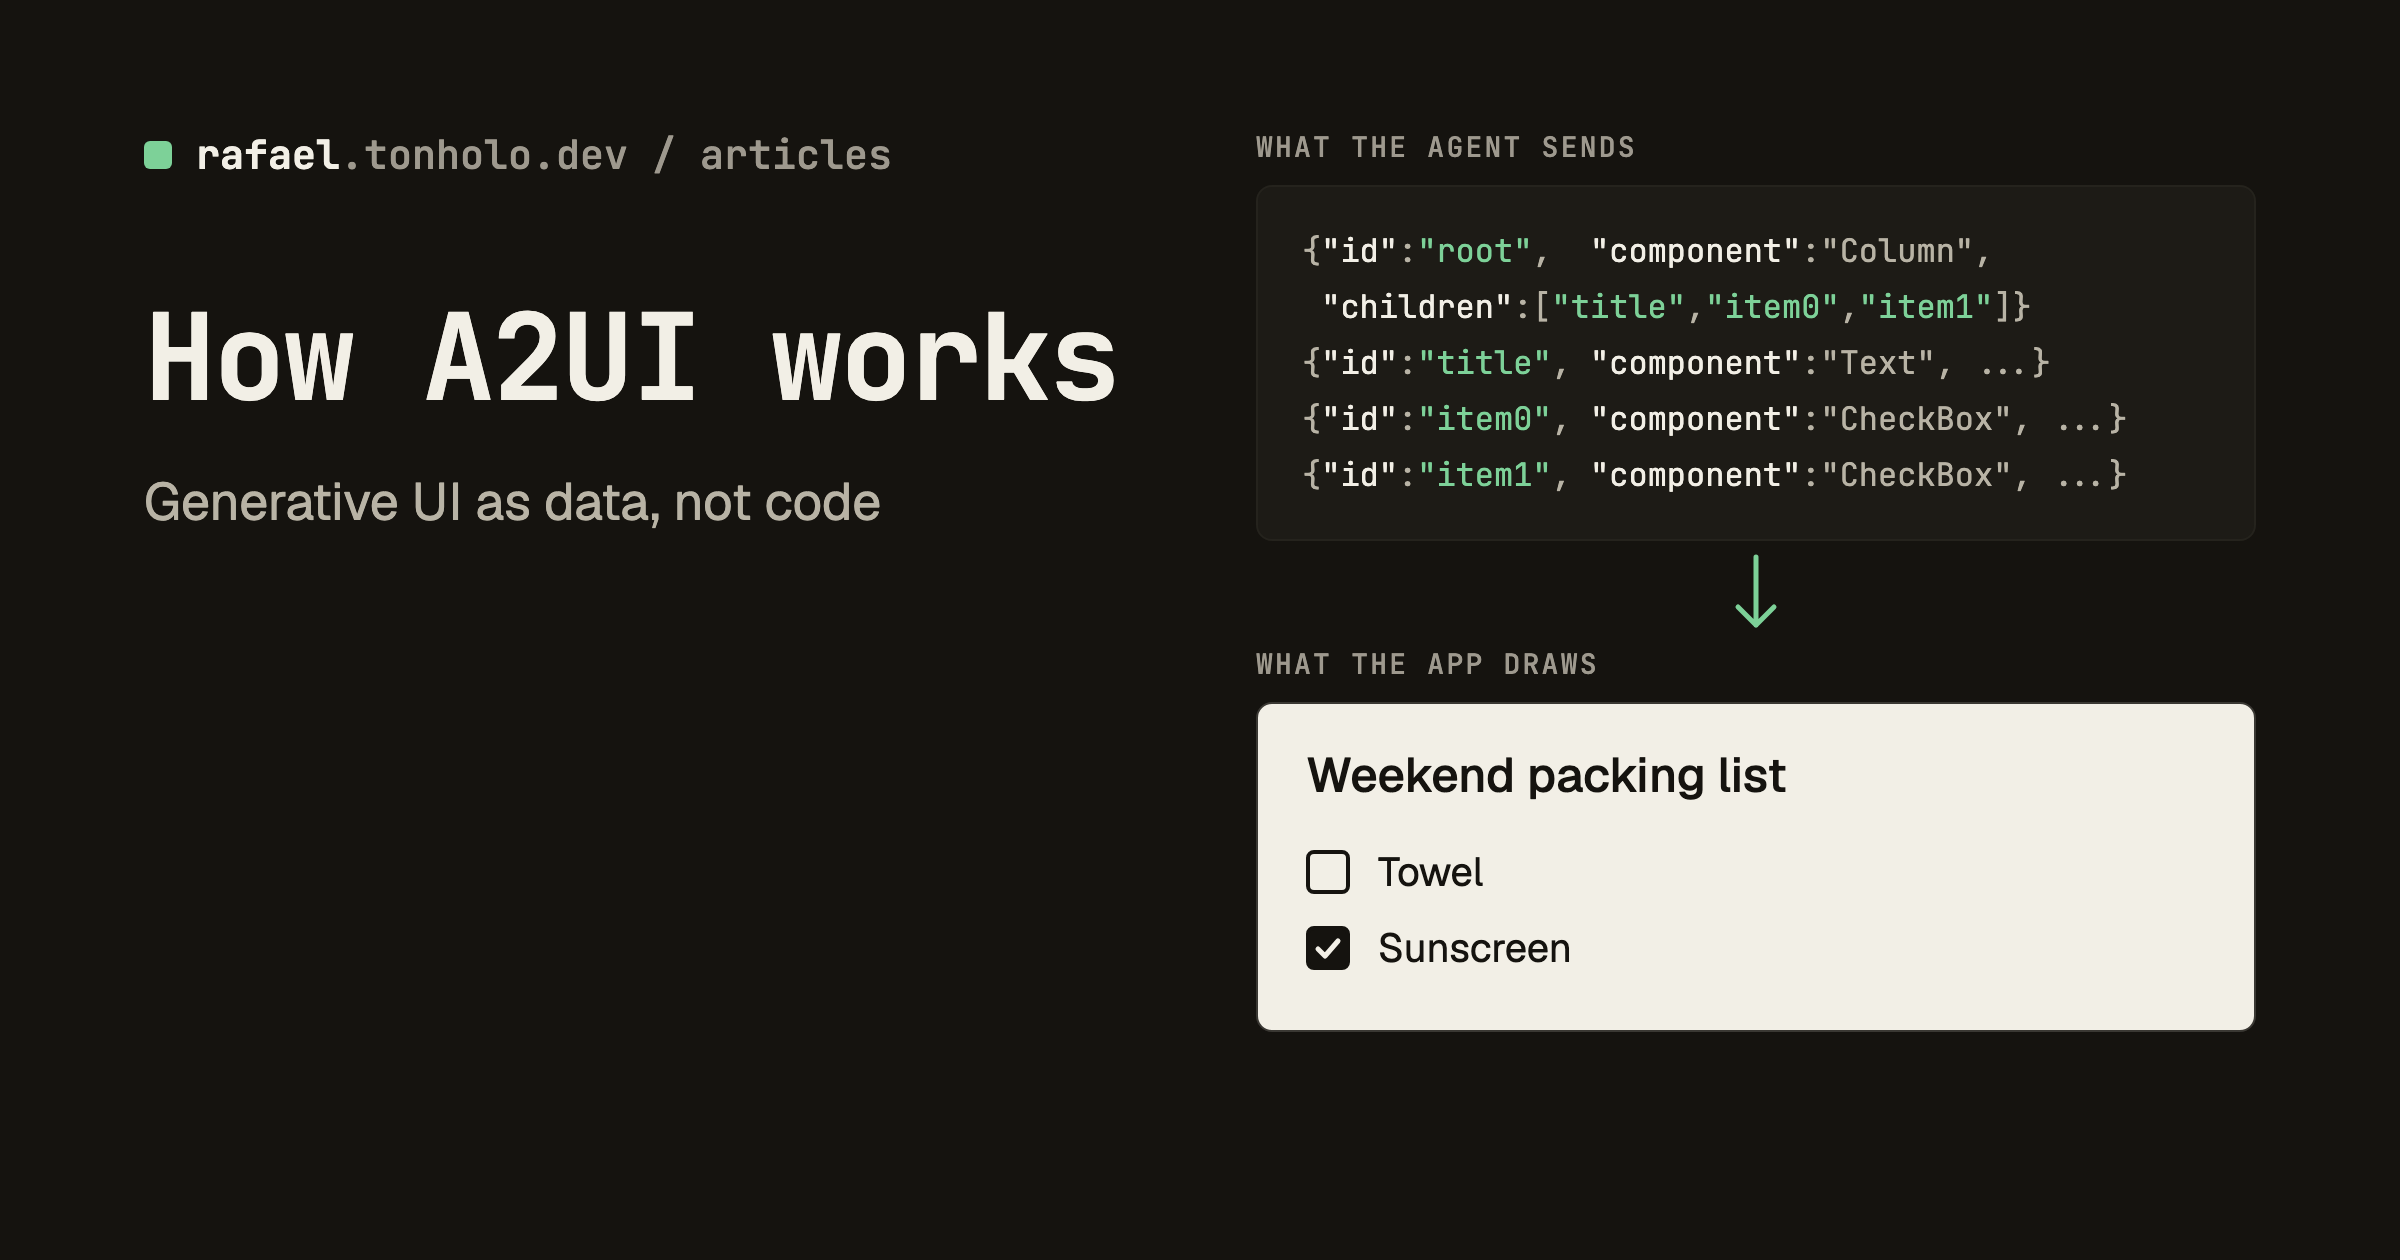 rafael.tonholo.dev / articles
How A2UI works
Generative UI as data, not code
WHAT THE AGENT SENDS
{"id":"root",  "component":"Column",
 "children":["title","item0","item1"]}
{"id":"title", "component":"Text", ...}
{"id":"item0", "component":"CheckBox", ...}
{"id":"item1", "component":"CheckBox", ...}
WHAT THE APP DRAWS
Weekend packing list
Towel
Sunscreen